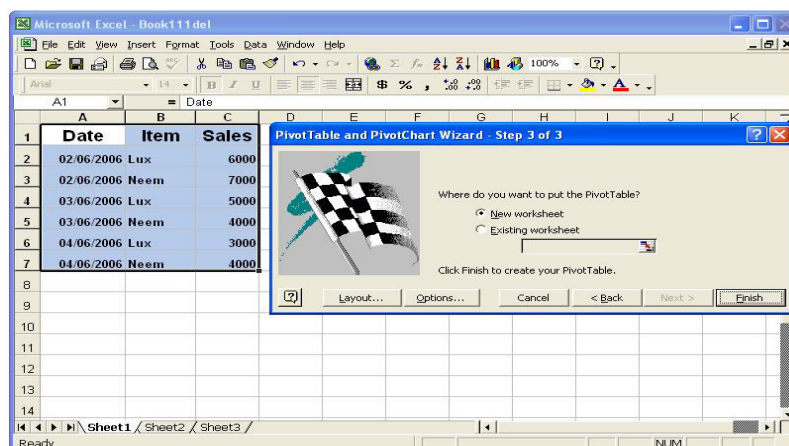 Microsoft Excel - Book111del
File Edit View Insert Format Tools Data Window Help
100%
Arial 14 B I U $ % ,
A1 = Date
A B C D E F G H I J K
1 Date Item Sales
2 02/06/2006 Lux 6000
3 02/06/2006 Neem 7000
4 03/06/2006 Lux 5000
5 03/06/2006 Neem 4000
6 04/06/2006 Lux 3000
7 04/06/2006 Neem 4000
8
9
10
11
12
13
14
PivotTable and PivotChart Wizard - Step 3 of 3
Where do you want to put the PivotTable?
New worksheet
Existing worksheet
Click Finish to create your PivotTable.
Layout... Options... Cancel < Back Next > Finish
Sheet1 Sheet2 Sheet3
Ready NUM